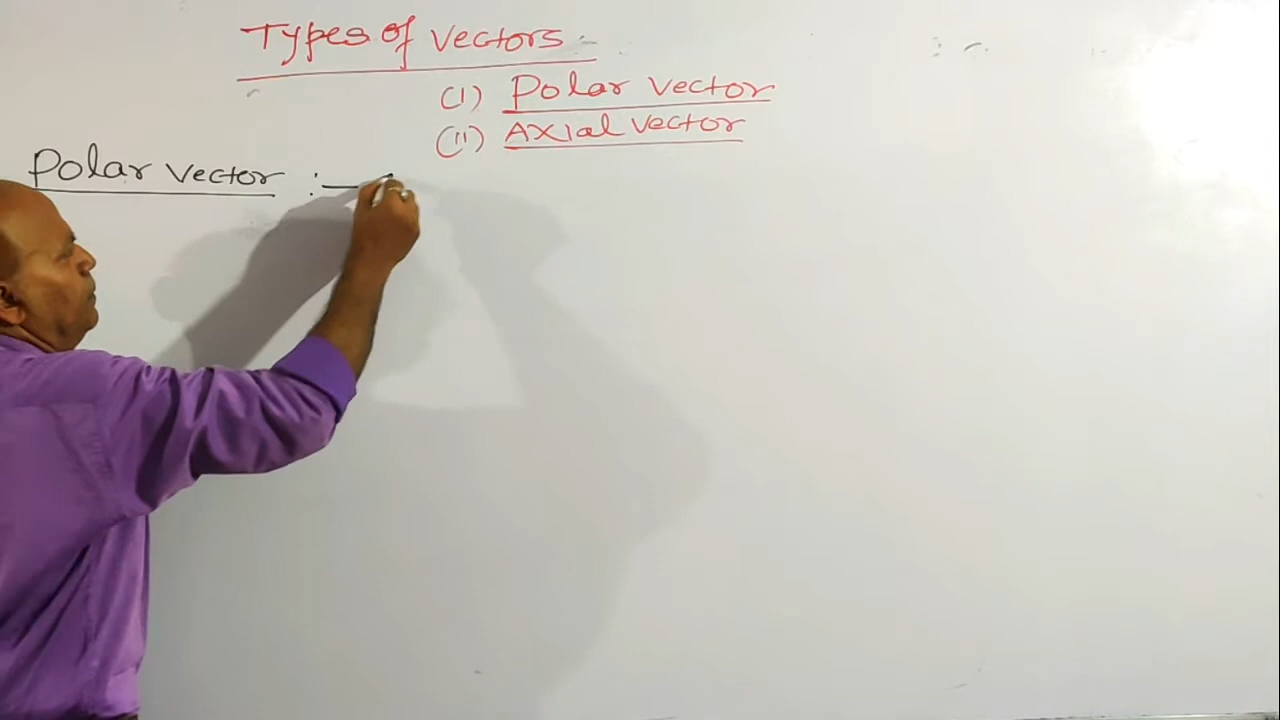 Types of Vectors :-
(I) Polar Vector
(II) Axial Vector
Polar Vector :—